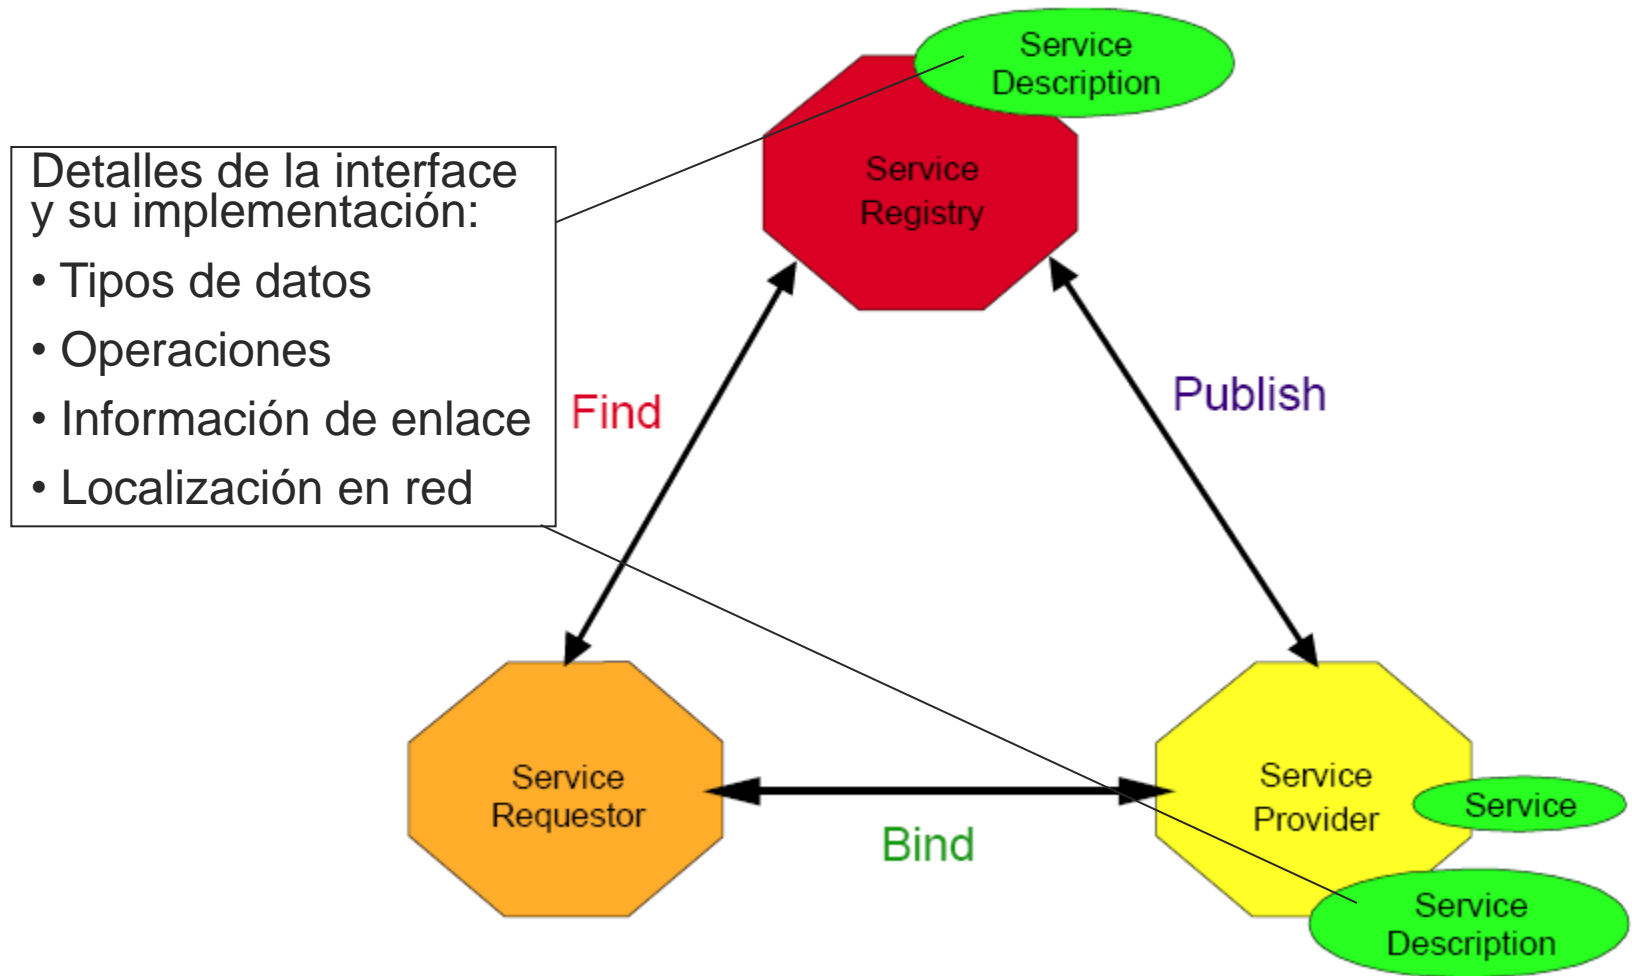 Service
Description
Service
Registry
Detalles de la interface
y su implementación:
• Tipos de datos
• Operaciones
• Información de enlace
• Localización en red
Find
Publish
Service
Requestor
Bind
Service
Provider
Service
Service
Description